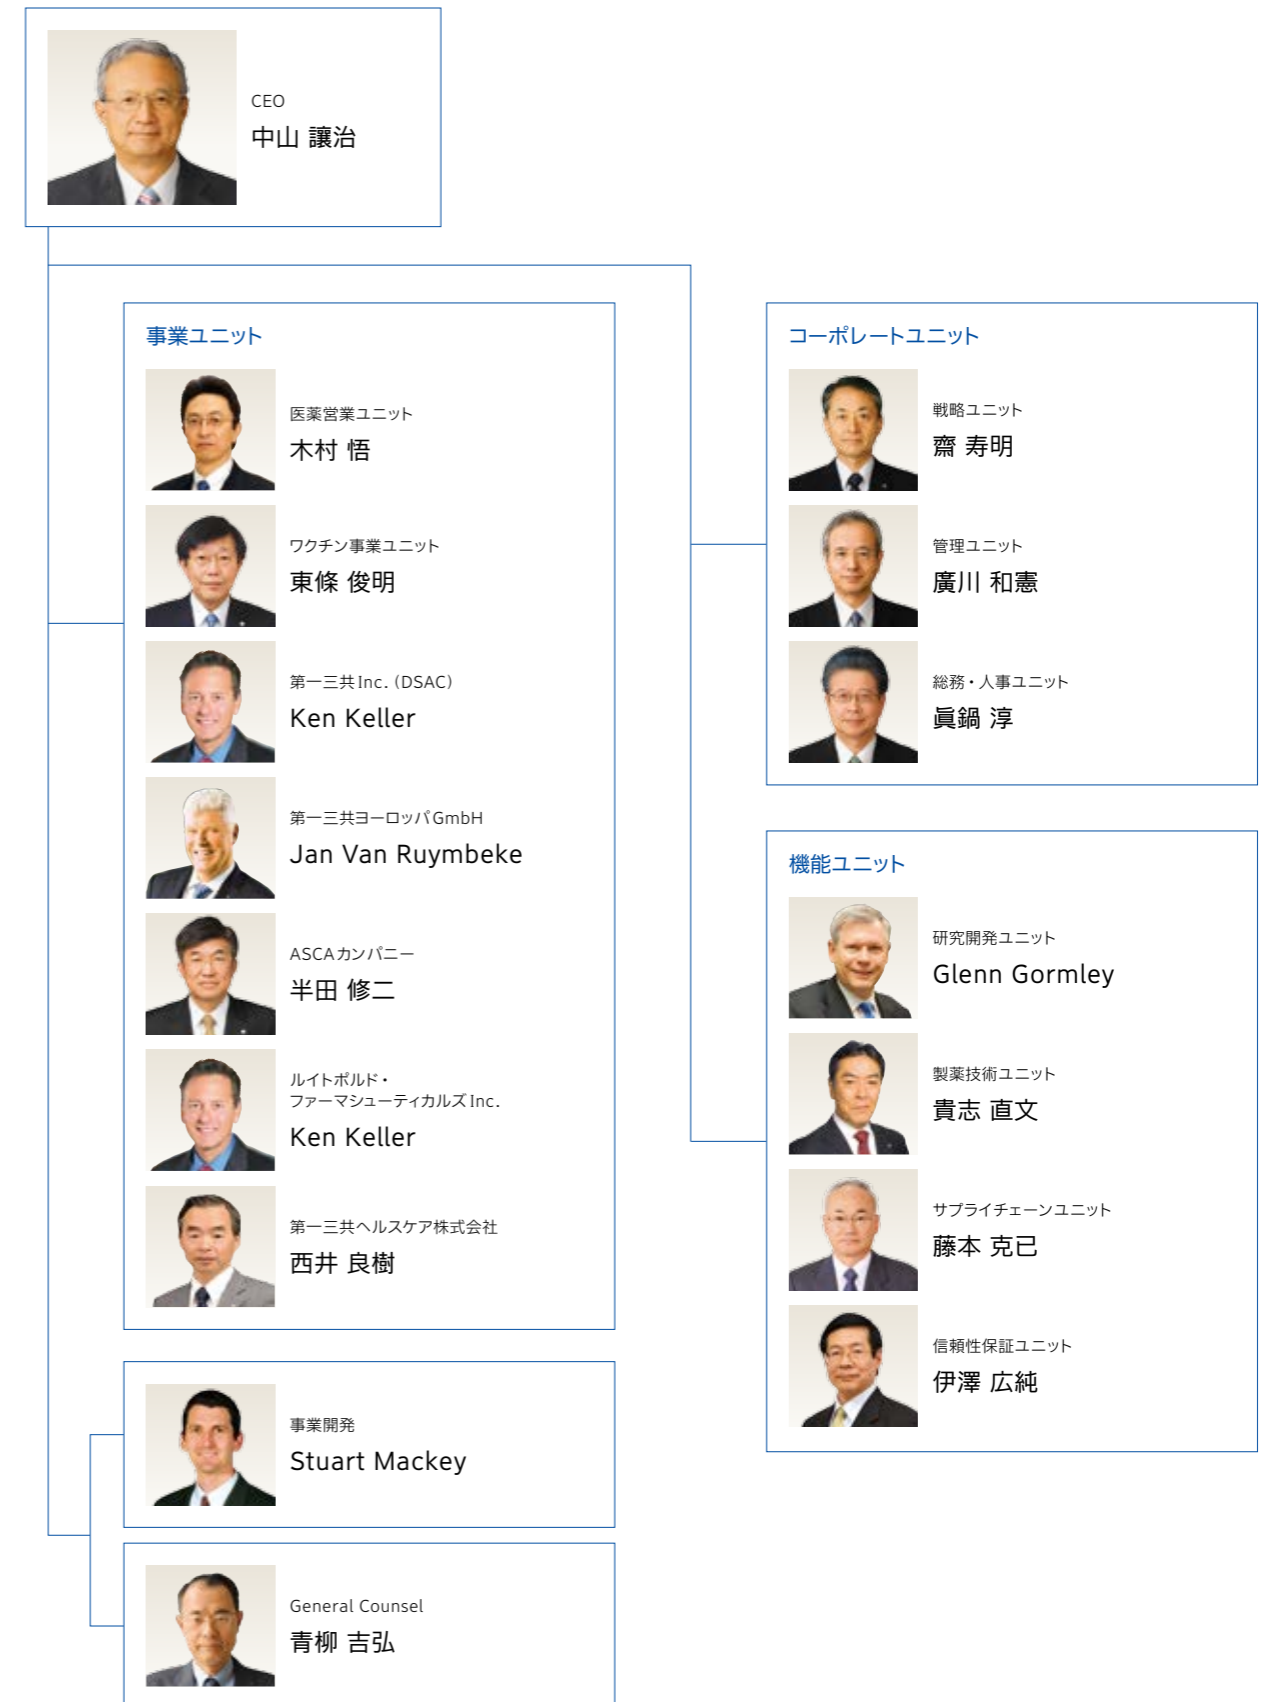 CEO
中山 讓治
事業ユニット
医薬営業ユニット
木村 悟
ワクチン事業ユニット
東條 俊明
第一三共Inc. (DSAC)
Ken Keller
第一三共ヨーロッパGmbH
Jan Van Ruymbeke
ASCAカンパニー
半田 修二
ルイトポルド・
ファーマシューティカルズInc.
Ken Keller
第一三共ヘルスケア株式会社
西井 良樹
事業開発
Stuart Mackey
General Counsel
青柳 吉弘
コーポレートユニット
戦略ユニット
齋 寿明
管理ユニット
廣川 和憲
総務・人事ユニット
眞鍋 淳
機能ユニット
研究開発ユニット
Glenn Gormley
製薬技術ユニット
貴志 直文
サプライチェーンユニット
藤本 克已
信頼性保証ユニット
伊澤 広純